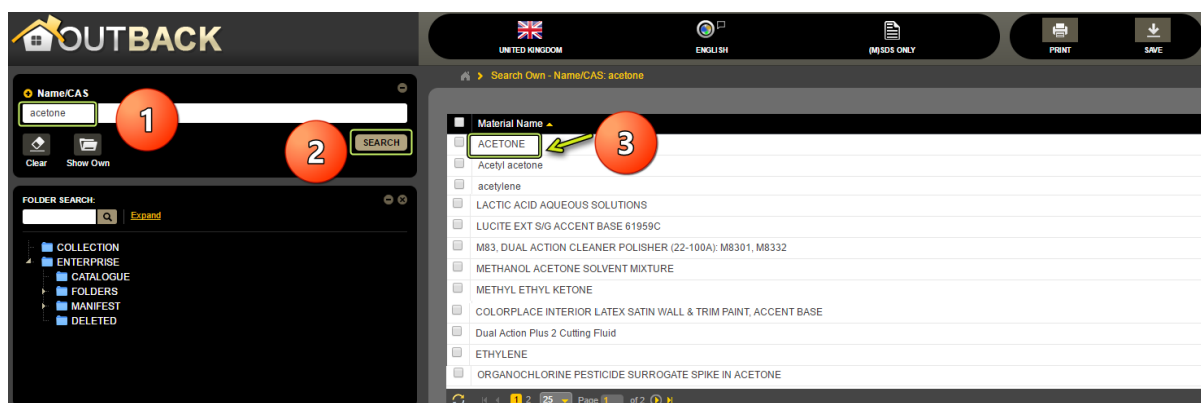 OUTBACK
UNITED KINGDOM
ENGLISH
(M)SDS ONLY
PRINT
SAVE
Search Own - Name/CAS: acetone
Name/CAS
acetone
1
2
SEARCH
Clear
Show Own
FOLDER SEARCH:
Expand
COLLECTION
ENTERPRISE
CATALOGUE
FOLDERS
MANIFEST
DELETED
Material Name
ACETONE
3
Acetyl acetone
acetylene
LACTIC ACID AQUEOUS SOLUTIONS
LUCITE EXT S/G ACCENT BASE 61959C
M83, DUAL ACTION CLEANER POLISHER (22-100A): M8301, M8332
METHANOL ACETONE SOLVENT MIXTURE
METHYL ETHYL KETONE
COLORPLACE INTERIOR LATEX SATIN WALL & TRIM PAINT, ACCENT BASE
Dual Action Plus 2 Cutting Fluid
ETHYLENE
ORGANOCHLORINE PESTICIDE SURROGATE SPIKE IN ACETONE
1 2 25 Page 1 of 2